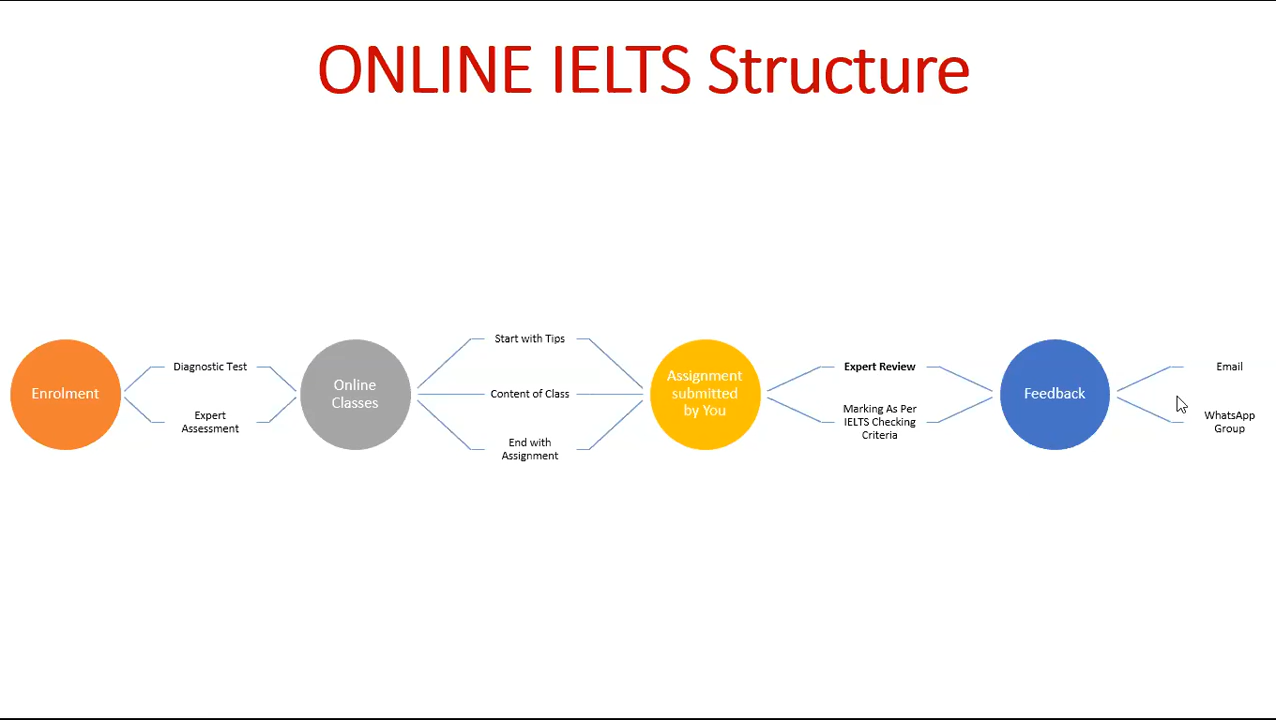 ONLINE IELTS Structure
Enrolment
Diagnostic Test
Expert
Assessment
Online
Classes
Start with Tips
Content of Class
End with
Assignment
Assignment
submitted
by You
Expert Review
Marking As Per
IELTS Checking
Criteria
Feedback
Email
WhatsApp
Group